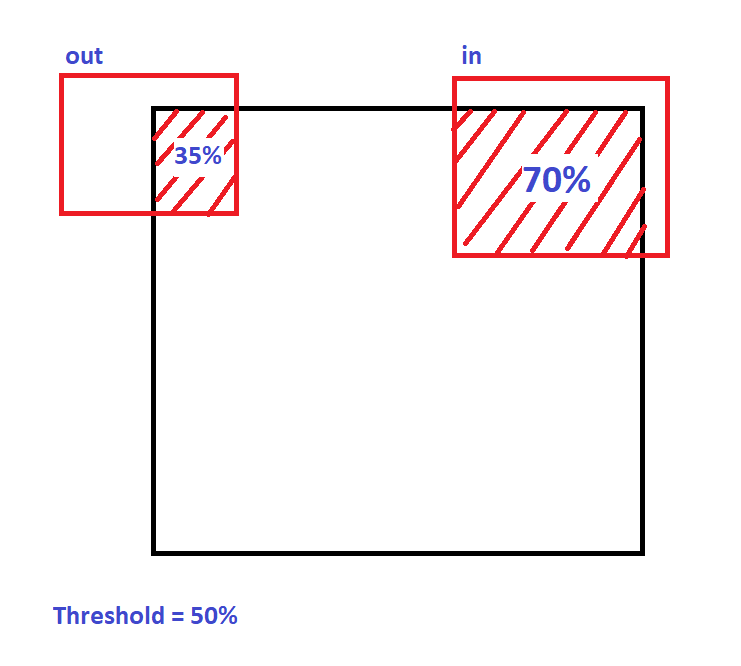 out
in
35%
70%
Threshold = 50%